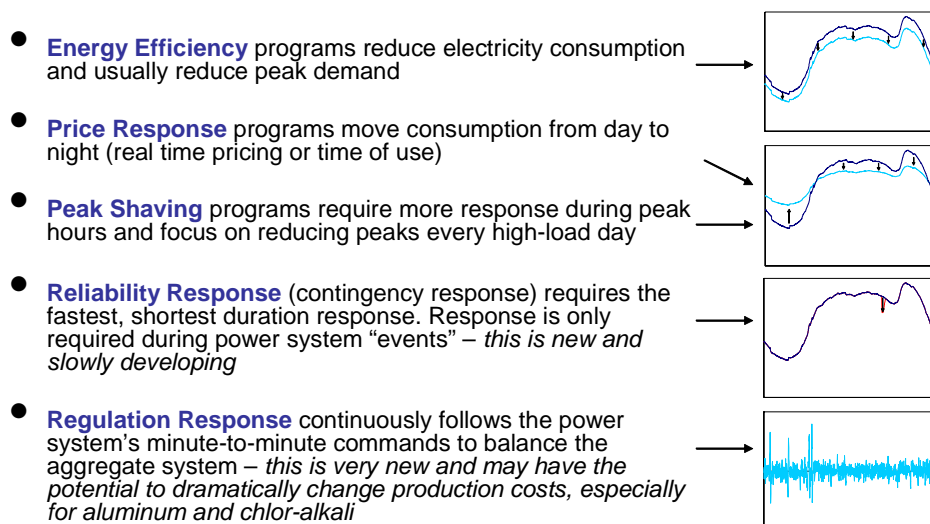 • Energy Efficiency programs reduce electricity consumption
and usually reduce peak demand
• Price Response programs move consumption from day to
night (real time pricing or time of use)
• Peak Shaving programs require more response during peak
hours and focus on reducing peaks every high-load day
• Reliability Response (contingency response) requires the
fastest, shortest duration response. Response is only
required during power system “events” – this is new and
slowly developing
• Regulation Response continuously follows the power
system’s minute-to-minute commands to balance the
aggregate system – this is very new and may have the
potential to dramatically change production costs, especially
for aluminum and chlor-alkali